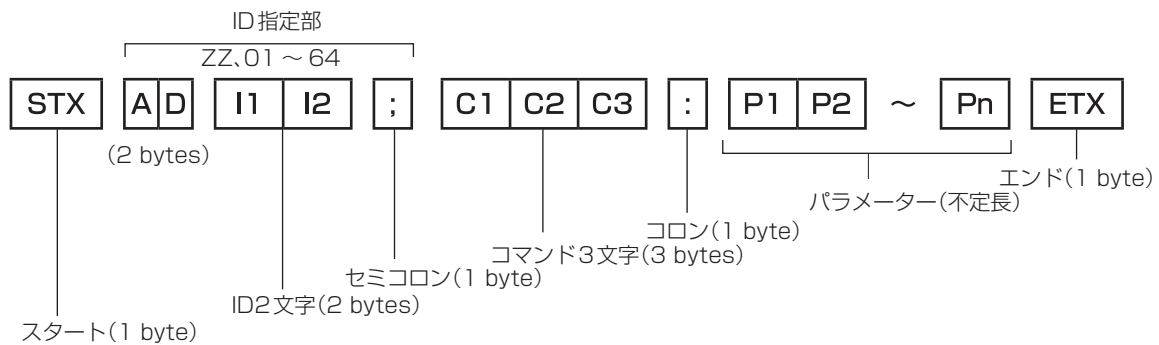 ID指定部
ZZ、01 ~ 64
STX A D I1 I2 ; C1 C2 C3 : P1 P2 ~ Pn ETX
(2 bytes)
エンド(1 byte)
パラメーター(不定長)
コロン(1 byte)
コマンド3文字(3 bytes)
セミコロン(1 byte)
ID2文字(2 bytes)
スタート(1 byte)